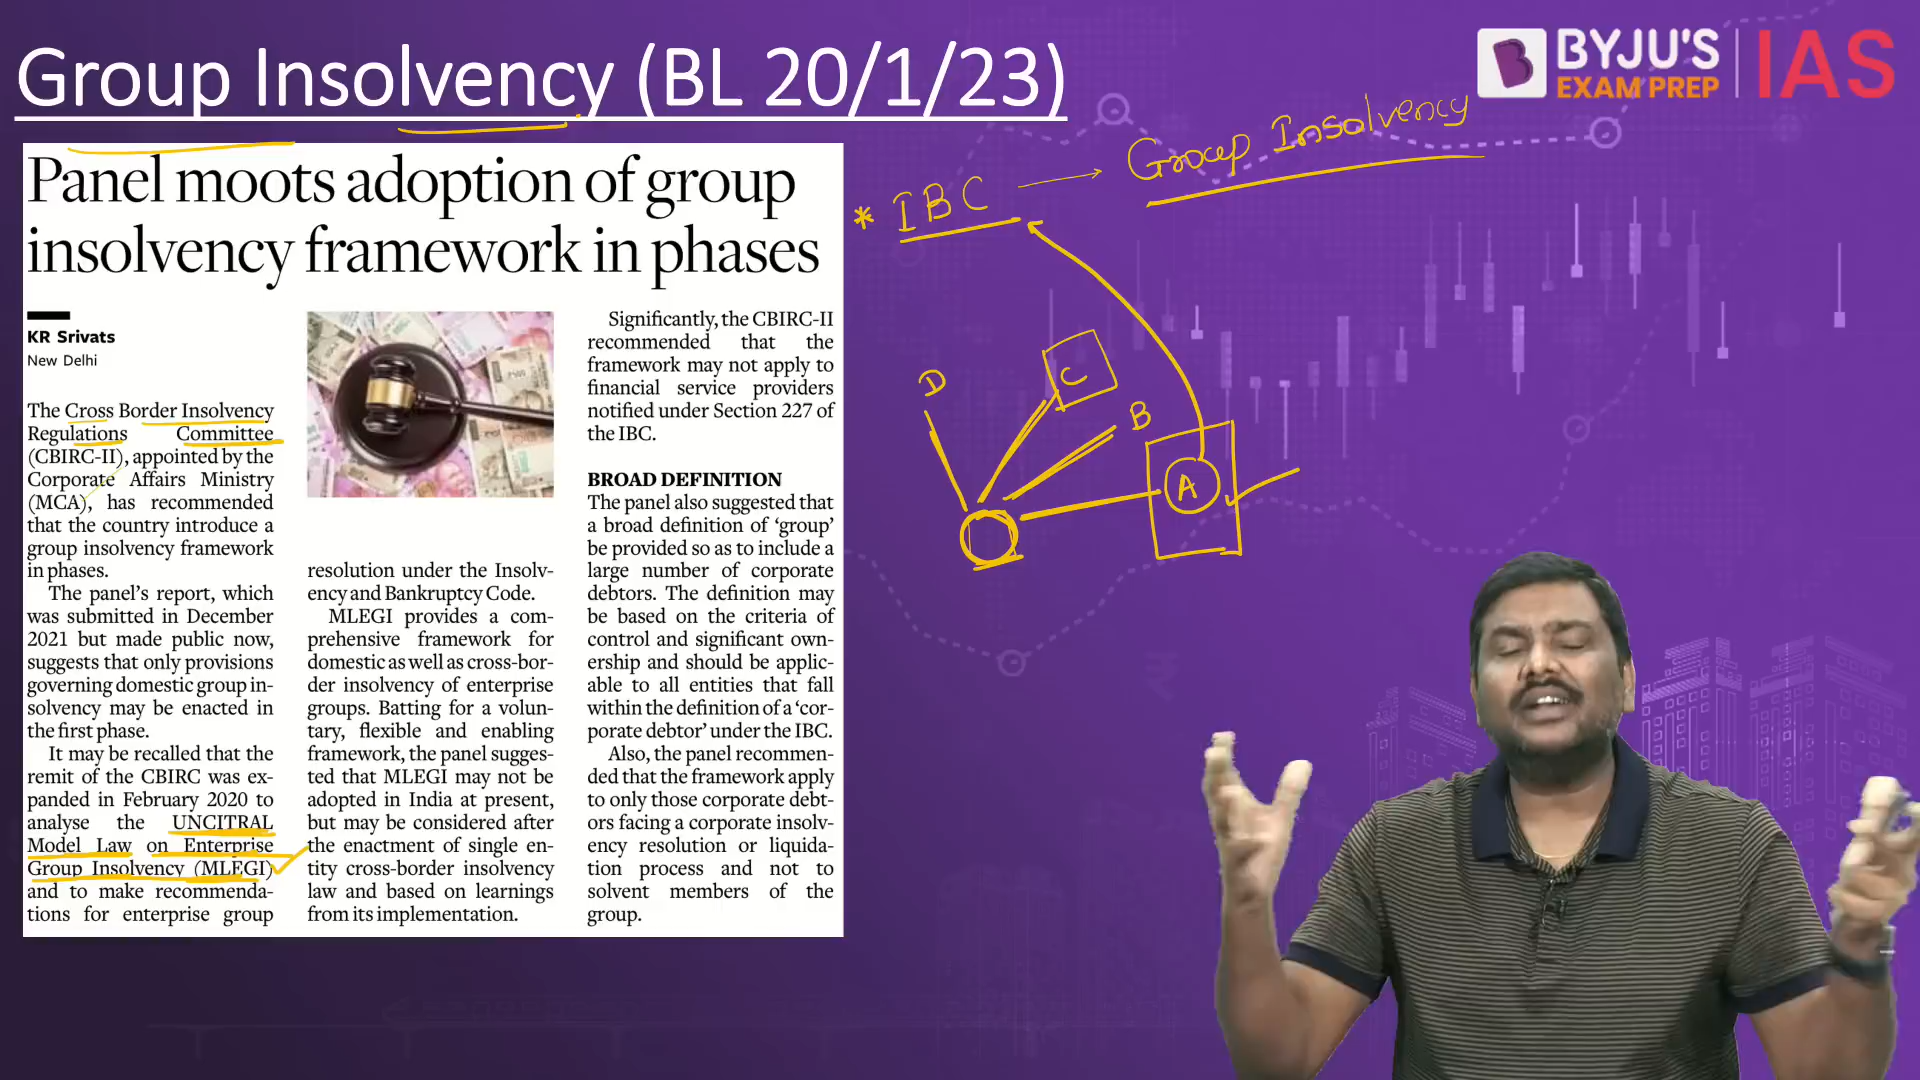 Group Insolvency (BL 20/1/23)
BYJU'S
EXAM PREP
IAS
Panel moots adoption of group
insolvency framework in phases
KR Srivats
New Delhi
The Cross Border Insolvency
Regulations Committee
(CBIRC-II), appointed by the
Corporate Affairs Ministry
(MCA), has recommended
that the country introduce a
group insolvency framework
in phases.
The panel's report, which
was submitted in December
2021 but made public now,
suggests that only provisions
governing domestic group in-
solvency may be enacted in
the first phase.
It may be recalled that the
remit of the CBIRC was ex-
panded in February 2020 to
analyse the UNCITRAL
Model Law on Enterprise
Group Insolvency (MLEGI)
and to make recommenda-
tions for enterprise group
resolution under the Insolv-
ency and Bankruptcy Code.
MLEGI provides a com-
prehensive framework for
domestic as well as cross-bor-
der insolvency of enterprise
groups. Batting for a volun-
tary, flexible and enabling
framework, the panel sugges-
ted that MLEGI may not be
adopted in India at present,
but may be considered after
the enactment of single en-
tity cross-border insolvency
law and based on learnings
from its implementation.
Significantly, the CBIRC-II
recommended that the
framework may not apply to
financial service providers
notified under Section 227 of
the IBC.
BROAD DEFINITION
The panel also suggested that
a broad definition of 'group'
be provided so as to include a
large number of corporate
debtors. The definition may
be based on the criteria of
control and significant own-
ership and should be applic-
able to all entities that fall
within the definition of a 'cor-
porate debtor' under the IBC.
Also, the panel recommen-
ded that the framework apply
to only those corporate debt-
ors facing a corporate insolv-
ency resolution or liquida-
tion process and not to
solvent members of the
group.
* IBC → Group Insolvency
D
C
B
A